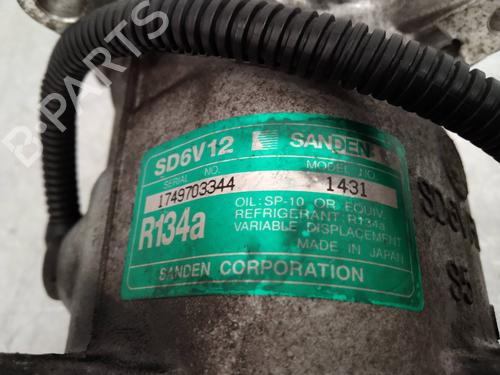 B-PARTS
SD6V12 SANDEN
SERIAL NO. MODEL NO.
1749703344 1431
R134a
OIL:SP-10 OR EQUIV.
REFRIGERANT:R134a
VARIABLE DISPLACEMENT
MADE IN JAPAN
SANDEN CORPORATION